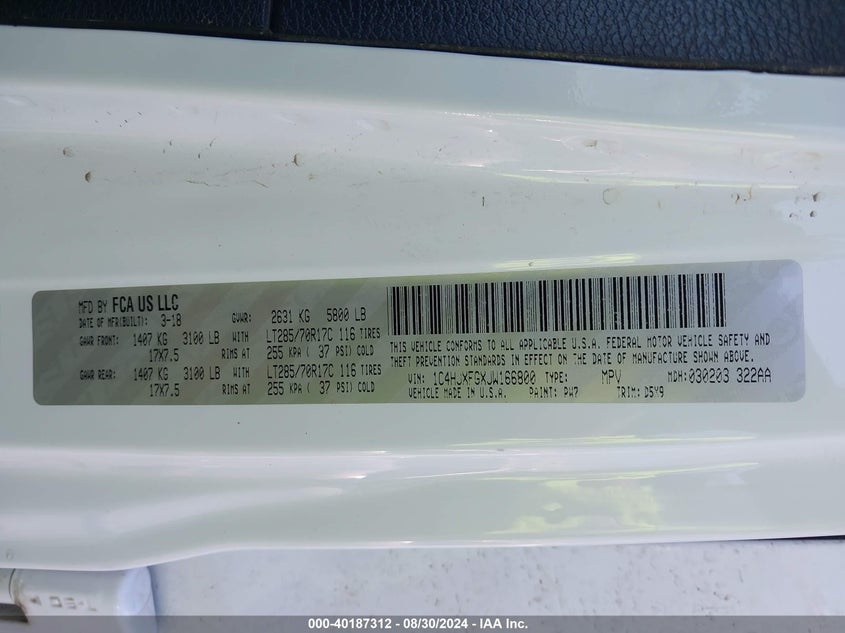 MFD BY FCA US LLC
DATE OF MFR(BUILT): 3-18 GVWR: 2631 KG 5800 LB
GAWR FRONT: 1407 KG 3100 LB WITH LT285/70R17C 116 TIRES
17X7.5 RIMS AT 255 KPA ( 37 PSI) COLD
GAWR REAR: 1407 KG 3100 LB WITH LT285/70R17C 116 TIRES
17X7.5 RIMS AT 255 KPA ( 37 PSI) COLD
THIS VEHICLE CONFORMS TO ALL APPLICABLE U.S.A. FEDERAL MOTOR VEHICLE SAFETY AND
THEFT PREVENTION STANDARDS IN EFFECT ON THE DATE OF MANUFACTURE SHOWN ABOVE.
VIN: 1C4HJXFGXJW166800 TYPE: MPV MDH: 030203 322AA
VEHICLE MADE IN U.S.A. PAINT: PW7 TRIM: D5X9
000-40187312 - 08/30/2024 - IAA Inc.